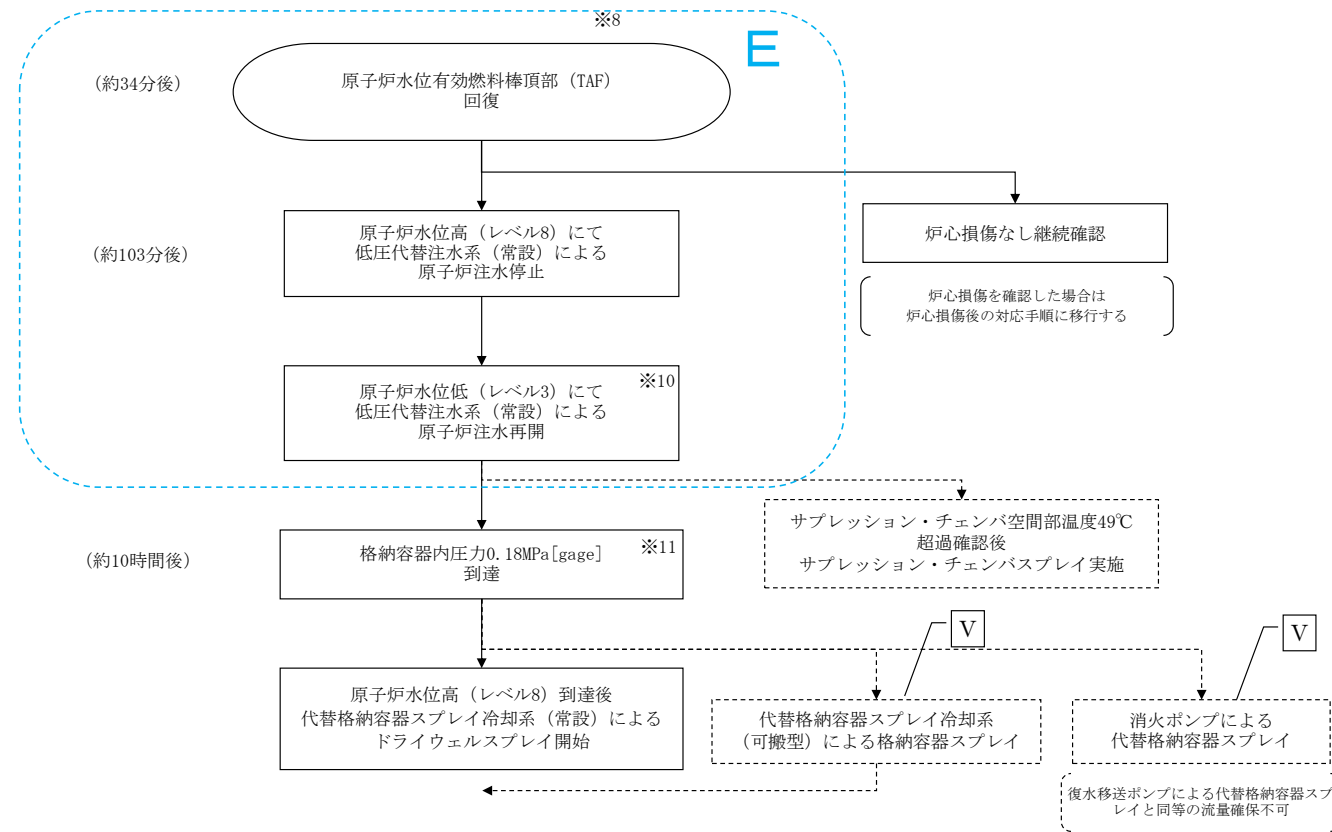 ※8
E
(約34分後)
原子炉水位有効燃料棒頂部（TAF）
回復
(約103分後)
原子炉水位高（レベル8）にて
低圧代替注水系（常設）による
原子炉注水停止
炉心損傷なし継続確認
炉心損傷を確認した場合は
炉心損傷後の対応手順に移行する
※10
原子炉水位低（レベル3）にて
低圧代替注水系（常設）による
原子炉注水再開
サプレッション・チェンバ空間部温度49℃
超過確認後
サプレッション・チェンバスプレイ実施
(約10時間後)
※11
格納容器内圧力0.18MPa[gage]
到達
V
V
原子炉水位高（レベル8）到達後
代替格納容器スプレイ冷却系（常設）による
ドライウェルスプレイ開始
代替格納容器スプレイ冷却系
（可搬型）による格納容器スプレイ
消火ポンプによる
代替格納容器スプレイ
復水移送ポンプによる代替格納容器スプ
レイと同等の流量確保不可